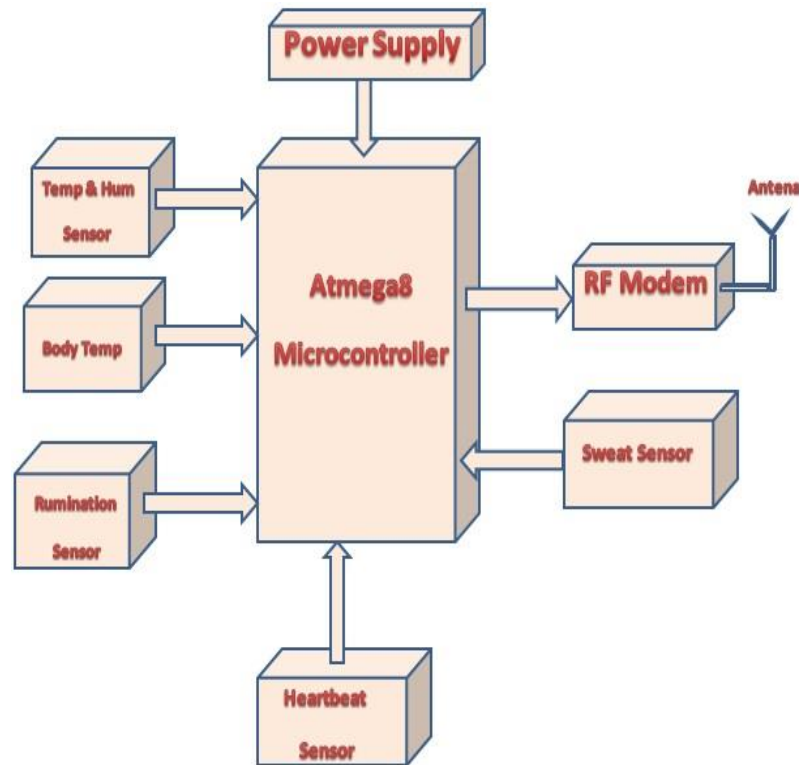 Power Supply
Temp & Hum
Sensor
Antena
Atmega8
Microcontroller
RF Modem
Body Temp
Sweat Sensor
Rumination
Sensor
Heartbeat
Sensor